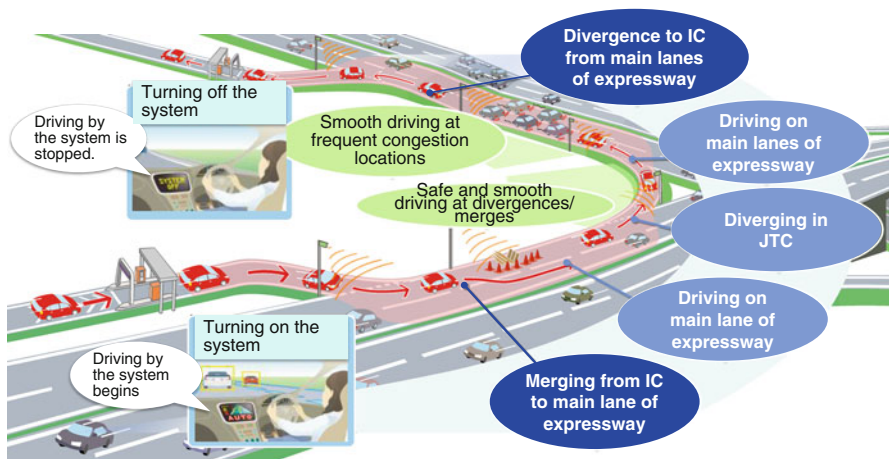 Divergence to IC
from main lanes
of expressway
Turning off the
system
Driving by
the system is
stopped.
SYSTEM
OFF
Smooth driving at
frequent congestion
locations
Driving on
main lanes of
expressway
Safe and smooth
driving at divergences/
merges
Diverging in
JTC
Driving on
main lane of
expressway
Turning on the
system
Driving by
the system
begins
AUTO
Merging from IC
to main lane of
expressway